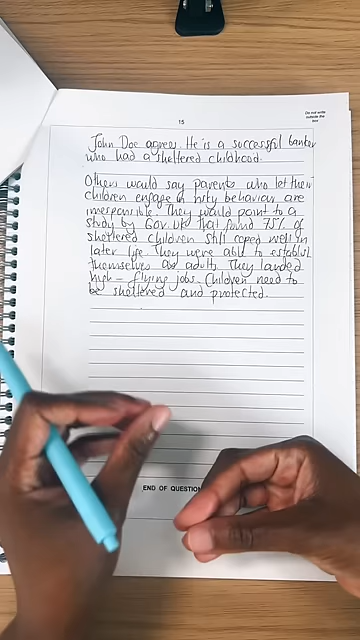 15
Do not write
outside the
box
John Doe agrees. He is a successful banker
who had a sheltered childhood.
Others would say parents who let their
children engage in risky behaviour are
irresponsible. They would point to a
study by Gov.uk that found 75% of
sheltered children still coped well in
later life. They were able to establish
themselves as adults. They landed
high-flying jobs. Children need to
be sheltered and protected.
END OF QUESTION